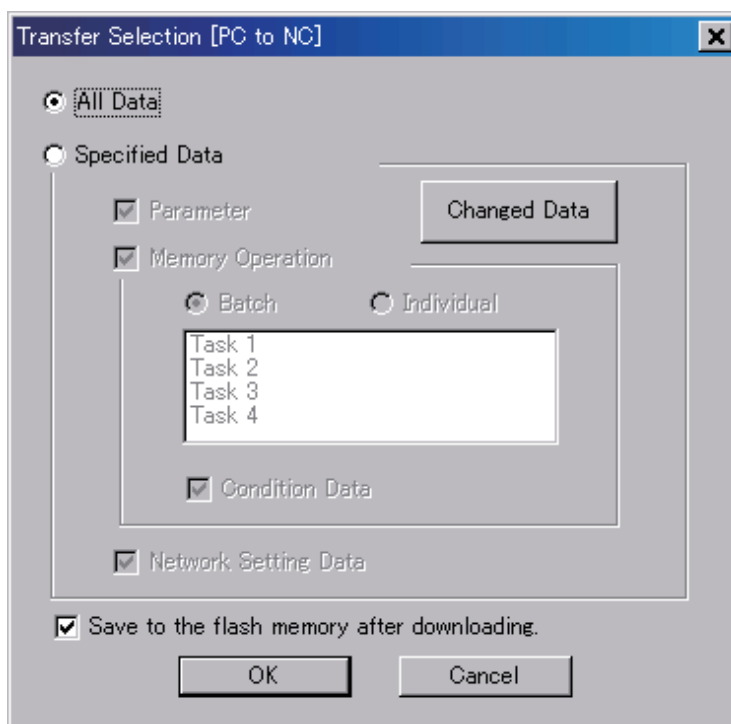 Transfer Selection [PC to NC]
All Data
Specified Data
Parameter
Changed Data
Memory Operation
Batch
Individual
Task 1
Task 2
Task 3
Task 4
Condition Data
Network Setting Data
Save to the flash memory after downloading.
OK
Cancel